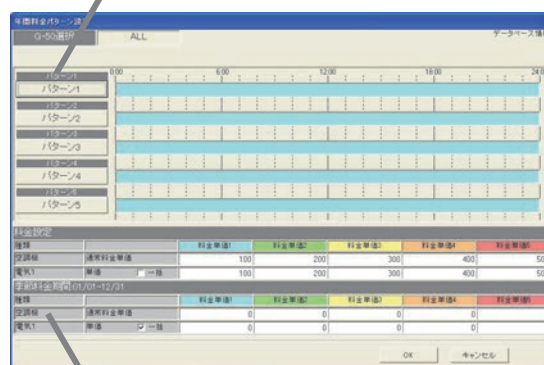 年間料金パターン設定
G-50選択 ALL データベース情報
0:00 6:00 12:00 18:00 24:0
パターン1
パターン1
パターン2
パターン2
パターン3
パターン3
パターン4
パターン4
パターン5
パターン5
料金設定
種類 料金単価1 料金単価2 料金単価3 料金単価4 料金単価5
空調機 通常料金単価 100 200 300 400 50
電気1 単価 一括 100 200 300 400 50
季節料金期間:01/01-12/31
種類 料金単価1 料金単価2 料金単価3 料金単価4 料金単価5
空調機 通常料金単価 0 0 0 0
電気1 単価 一括 0 0 0 0
OK キャンセル